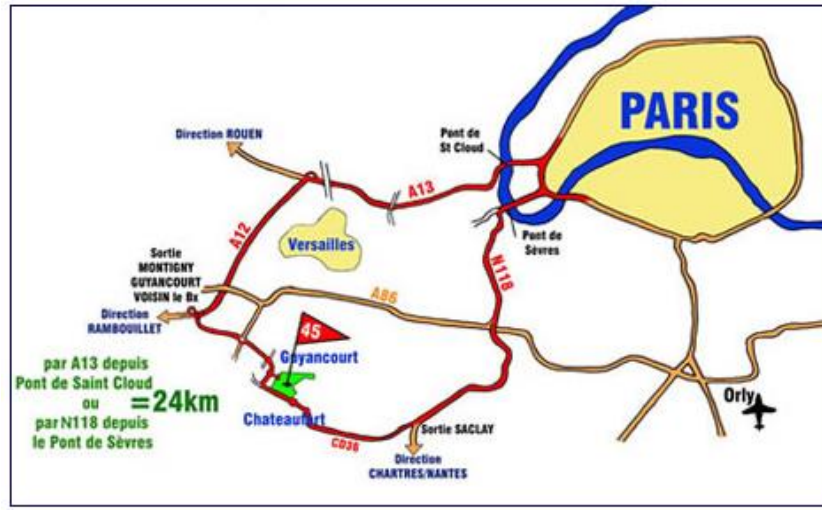 PARIS
Direction ROUEN
Pont de
St Cloud
A13
A12
Versailles
Pont de
Sèvres
Sortie
MONTIGNY
GUYANCOURT
VOISIN le Bx
N118
A86
Direction
RAMBOUILLET
45
Guyancourt
par A13 depuis
Pont de Saint Cloud
ou
par N118 depuis
le Pont de Sèvres
=24km
Chateaufort
Orly
CD36
Sortie SACLAY
Direction
CHARTRES/NANTES